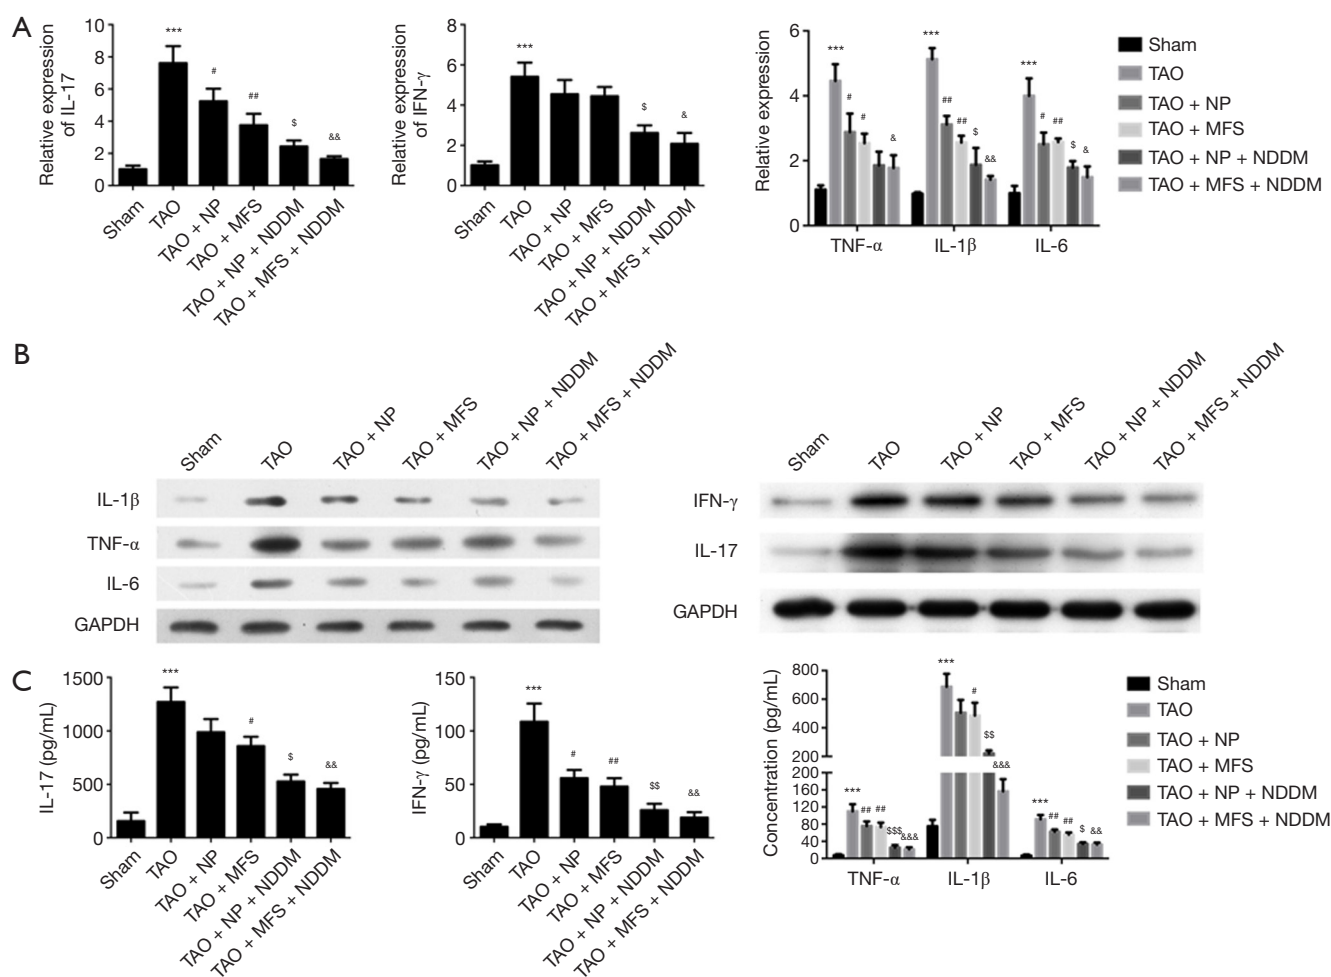 A
Relative expression
of IL-17
10
8
6
4
2
0
***
#
##
$
&&
Sham
TAO
TAO + NP
TAO + MFS
TAO + NP + NDDM
TAO + MFS + NDDM
Relative expression
of IFN-γ
8
6
4
2
0
***
$
&
Sham
TAO
TAO + NP
TAO + MFS
TAO + NP + NDDM
TAO + MFS + NDDM
Relative expression
6
4
2
0
***
#
#
&
***
##
##
$
&&
***
#
##
$
&
TNF-α
IL-1β
IL-6
Sham
TAO
TAO + NP
TAO + MFS
TAO + NP + NDDM
TAO + MFS + NDDM
B
Sham
TAO
TAO + NP
TAO + MFS
TAO + NP + NDDM
TAO + MFS + NDDM
IL-1β
TNF-α
IL-6
GAPDH
Sham
TAO
TAO + NP
TAO + MFS
TAO + NP + NDDM
TAO + MFS + NDDM
IFN-γ
IL-17
GAPDH
C
IL-17 (pg/mL)
1500
1000
500
0
***
#
$
&&
Sham
TAO
TAO + NP
TAO + MFS
TAO + NP + NDDM
TAO + MFS + NDDM
IFN-γ (pg/mL)
150
100
50
0
***
#
##
$$
&&
Sham
TAO
TAO + NP
TAO + MFS
TAO + NP + NDDM
TAO + MFS + NDDM
Concentration (pg/mL)
800
600
400
200
200
160
120
80
40
0
***
##
##
$$$
&&&
***
#
$$
&&&
***
##
##
$
&&
TNF-α
IL-1β
IL-6
Sham
TAO
TAO + NP
TAO + MFS
TAO + NP + NDDM
TAO + MFS + NDDM